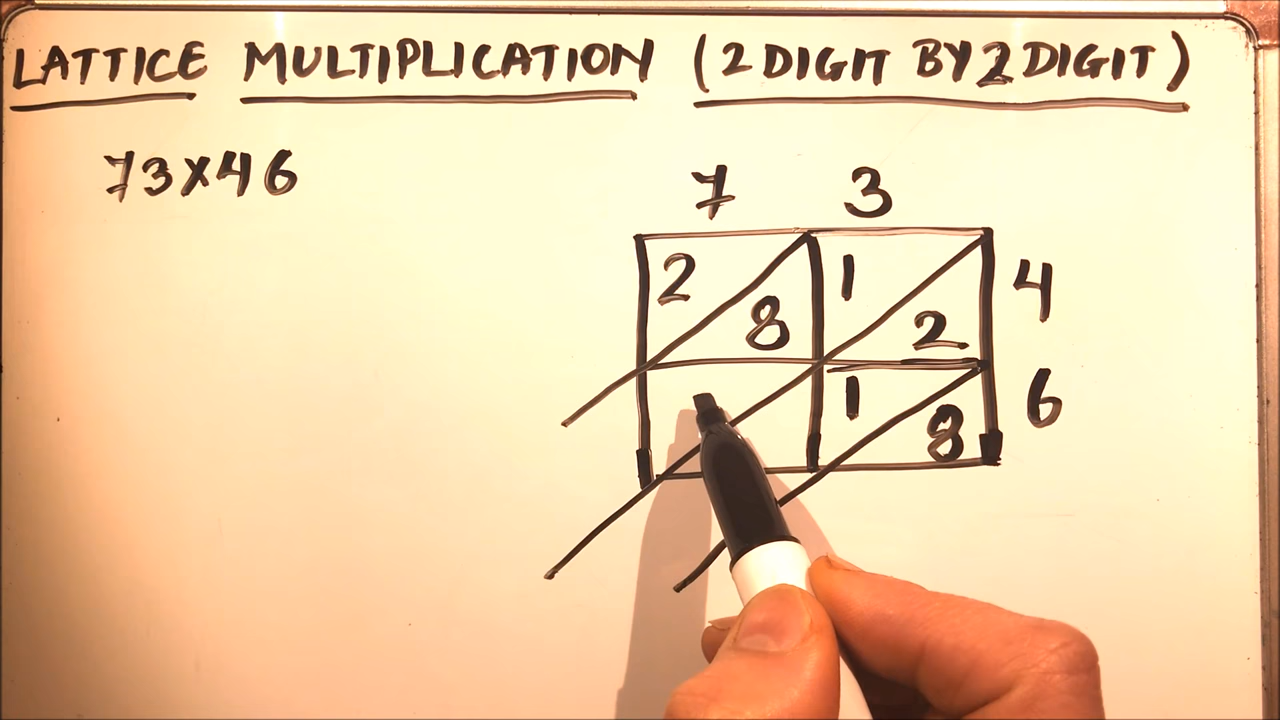 LATTICE MULTIPLICATION (2 DIGIT BY 2 DIGIT)
73x46
7 3
2 1 4
8 2
1 6
8